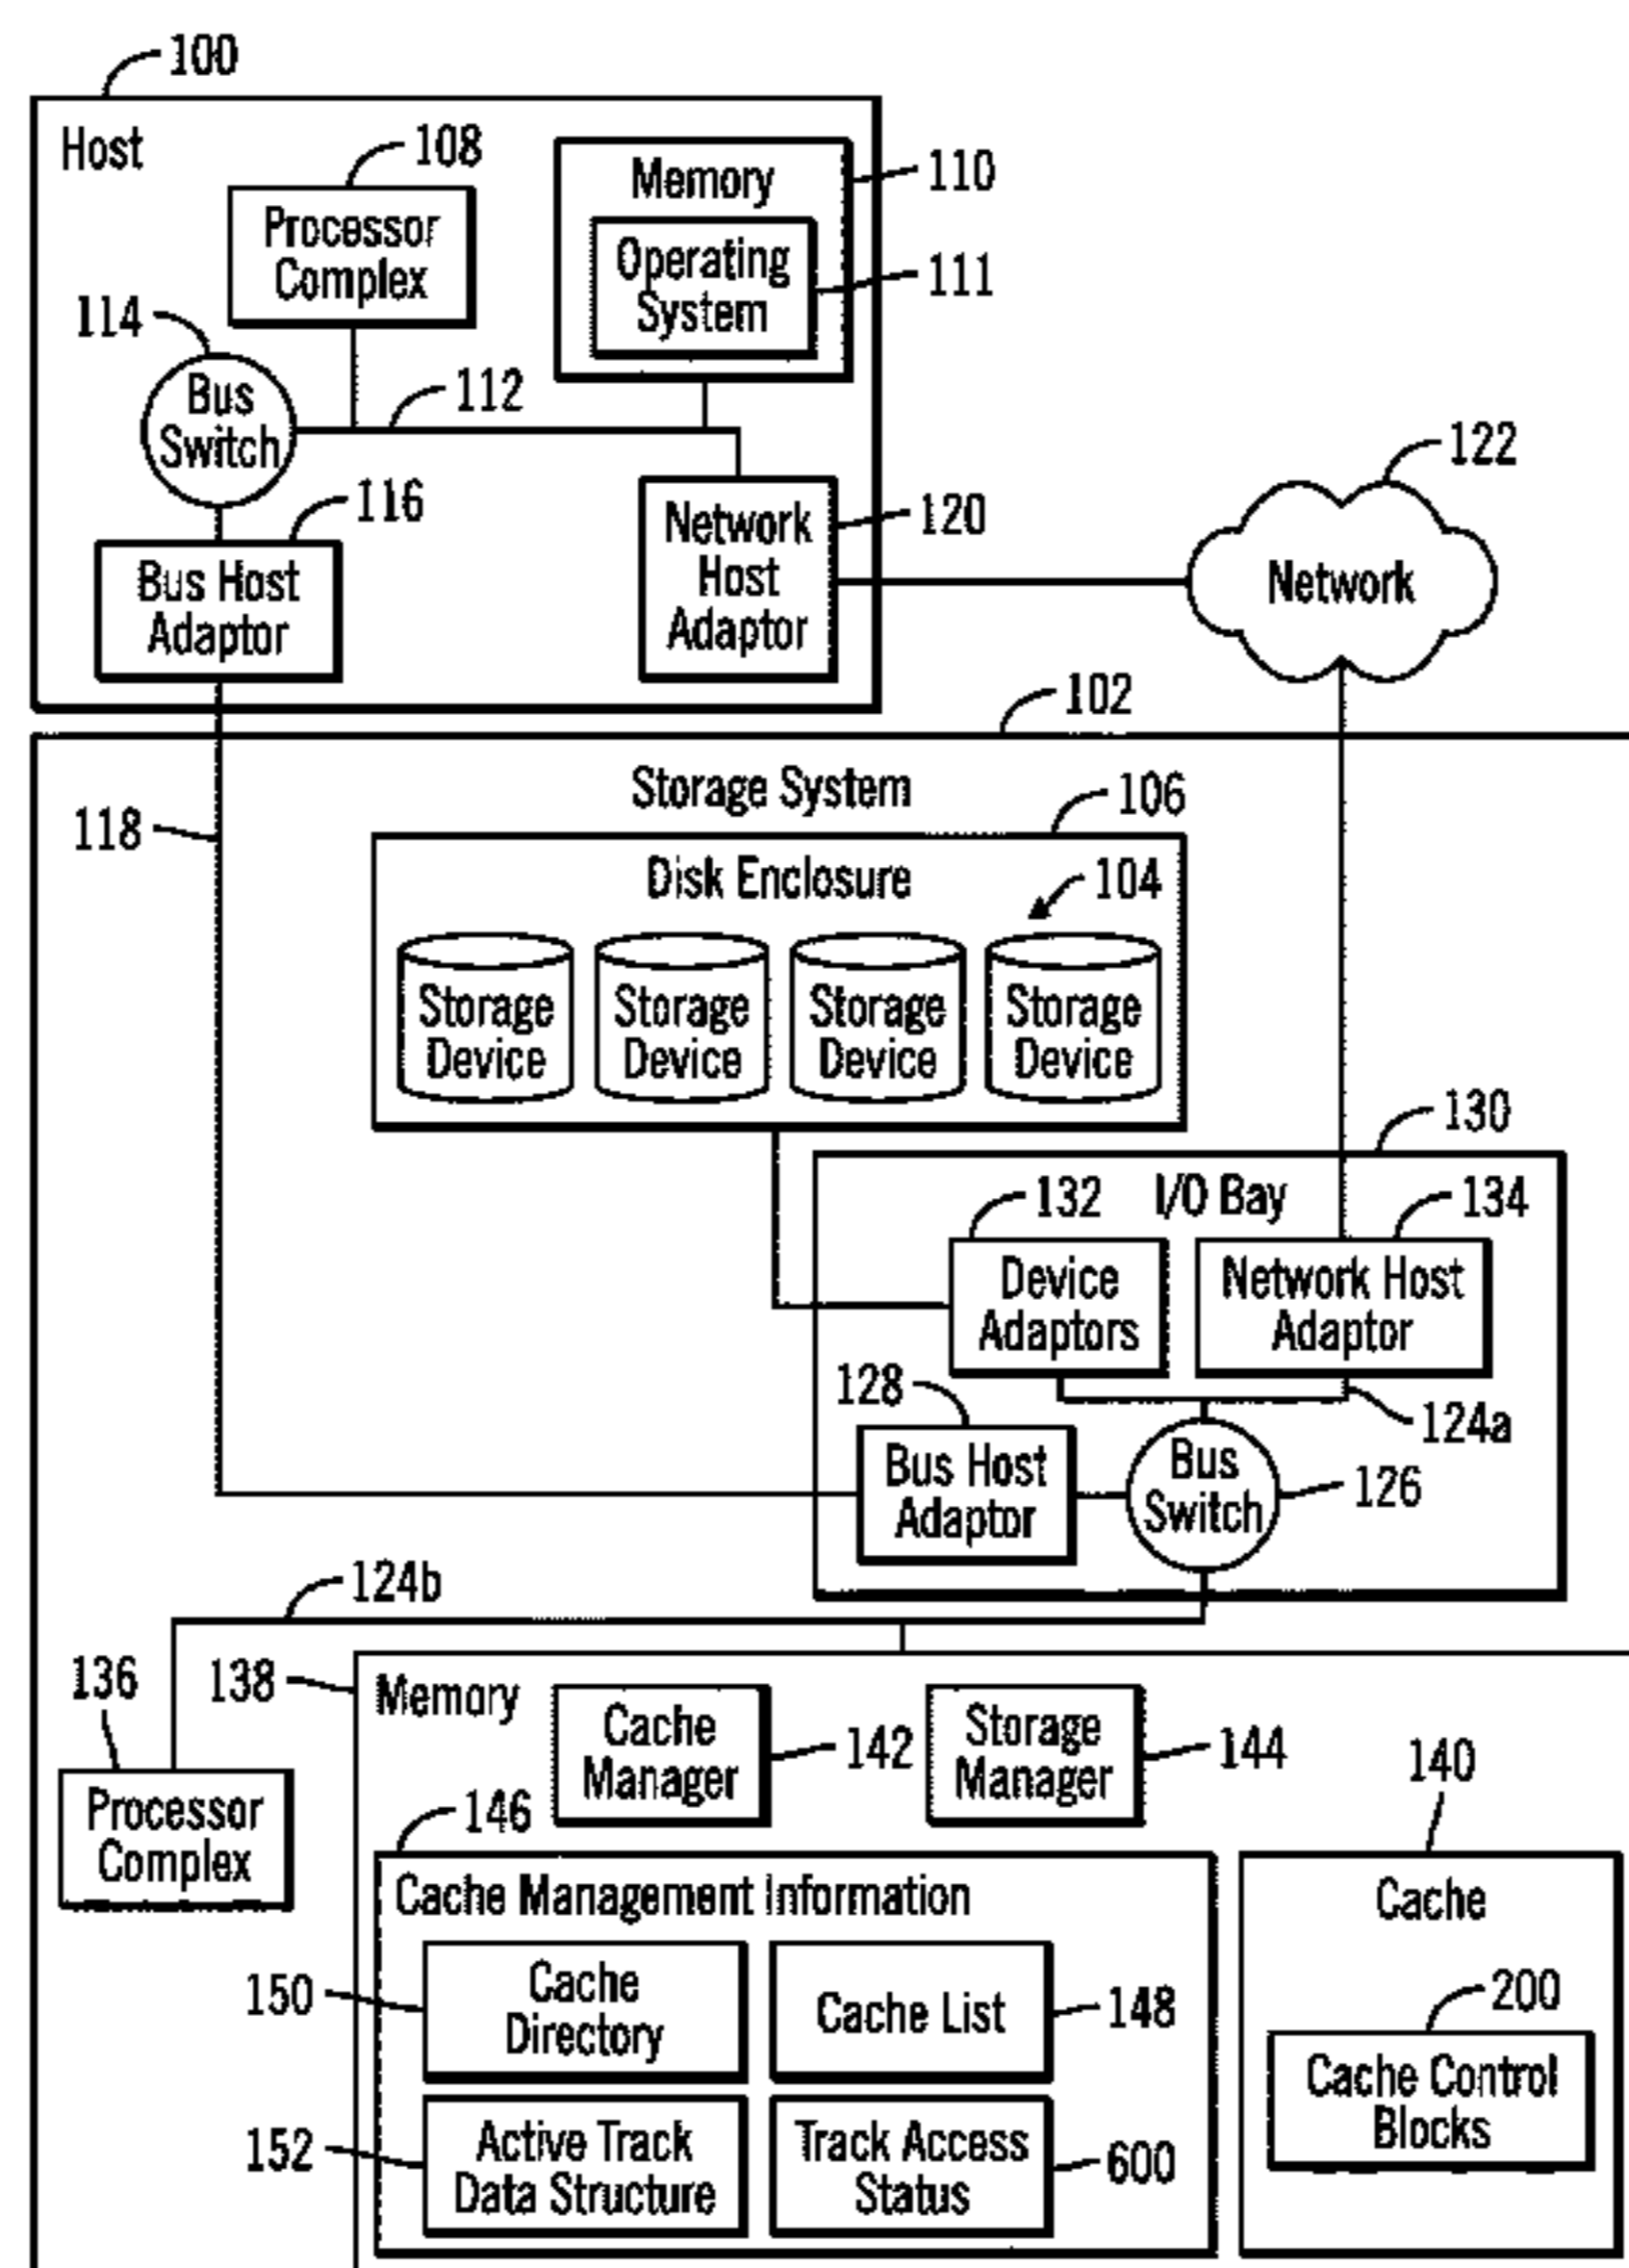 100
Host
108
Memory
110
Processor
Complex
Operating
System
111
114
Bus
Switch
112
122
116
Network
Host
Adaptor
120
Bus Host
Adaptor
Network
102
Storage System
106
118
Disk Enclosure
104
Storage
Device
Storage
Device
Storage
Device
Storage
Device
130
132
I/O Bay
134
Device
Adaptors
Network Host
Adaptor
128
124a
Bus Host
Adaptor
Bus
Switch
126
124b
136
138
Memory
Cache
Manager
142
Storage
Manager
144
140
Processor
Complex
146
Cache Management Information
Cache
150
Cache
Directory
Cache List
148
200
Cache Control
Blocks
152
Active Track
Data Structure
Track Access
Status
600